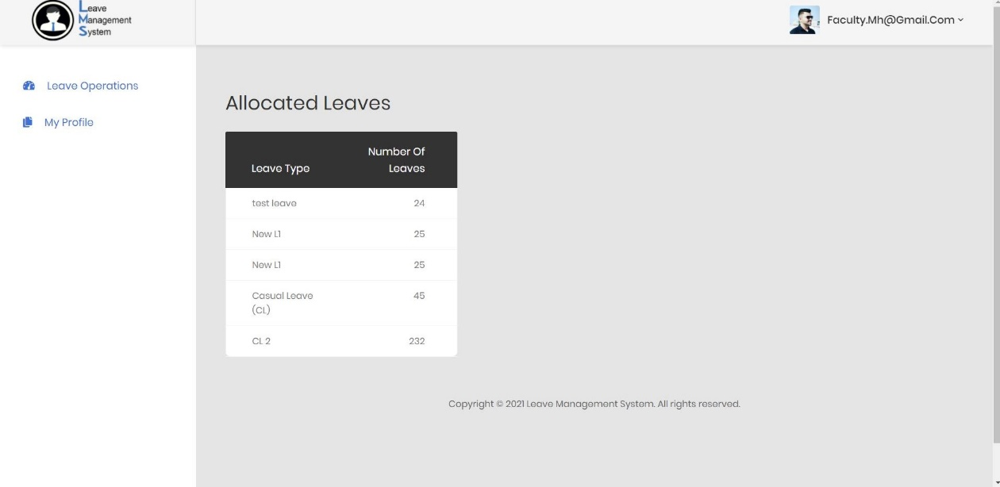 Leave
Management
System
Faculty.Mh@Gmail.Com
Leave Operations
My Profile
Allocated Leaves
Leave Type
Number Of
Leaves
test leave 24
New L1 25
New L1 25
Casual Leave 45
(CL)
CL 2 232
Copyright © 2021 Leave Management System. All rights reserved.